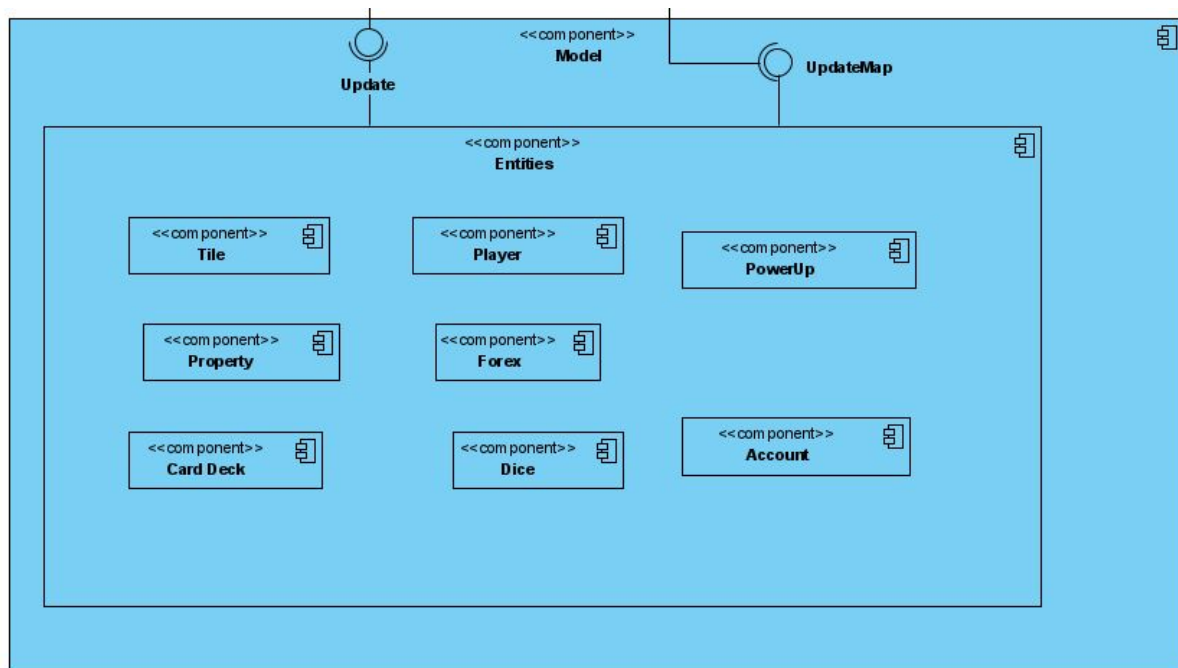 <<component>>
Model
Update
UpdateMap
<<component>>
Entities
<<component>>
Tile
<<component>>
Player
<<component>>
PowerUp
<<component>>
Property
<<component>>
Forex
<<component>>
Card Deck
<<component>>
Dice
<<component>>
Account